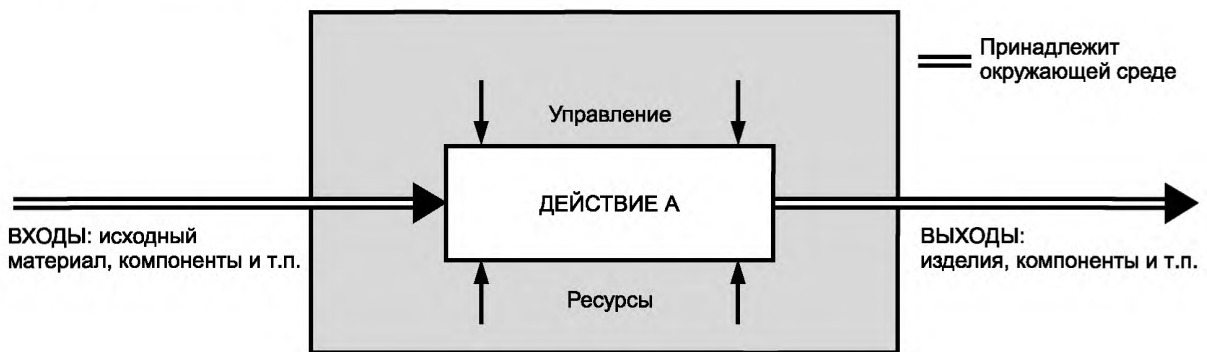 Принадлежит
окружающей среде
Управление
ДЕЙСТВИЕ А
ВХОДЫ: исходный
материал, компоненты и т.п.
ВЫХОДЫ:
изделия, компоненты и т.п.
Ресурсы